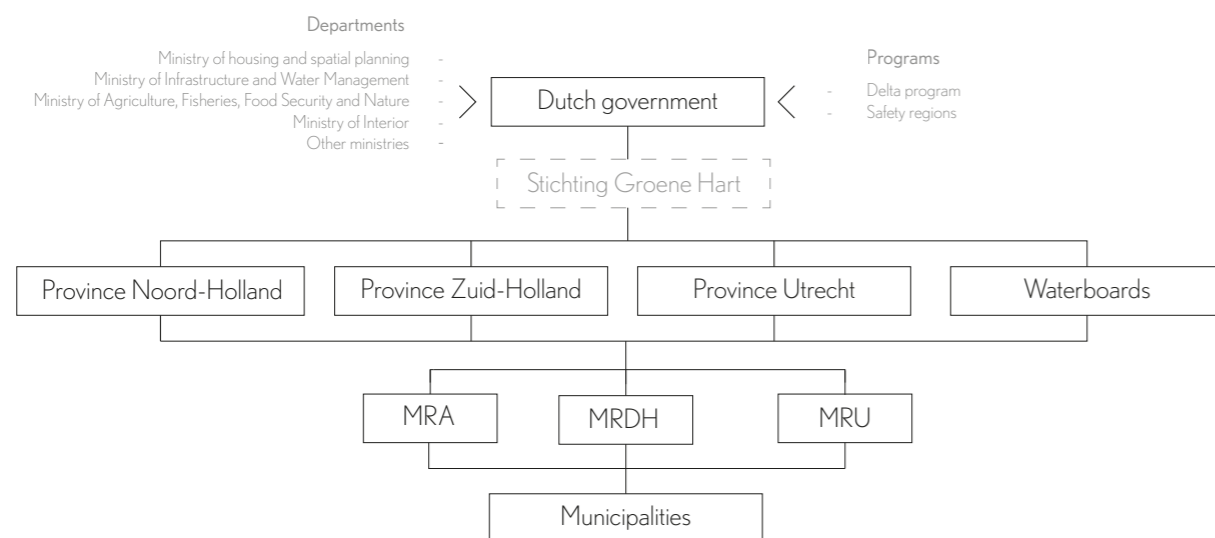 Departments
Ministry of housing and spatial planning -
Ministry of Infrastructure and Water Management -
Ministry of Agriculture, Fisheries, Food Security and Nature -
Ministry of Interior -
Other ministries -
Dutch government
Programs
- Delta program
- Safety regions
Stichting Groene Hart
Province Noord-Holland
Province Zuid-Holland
Province Utrecht
Waterboards
MRA
MRDH
MRU
Municipalities